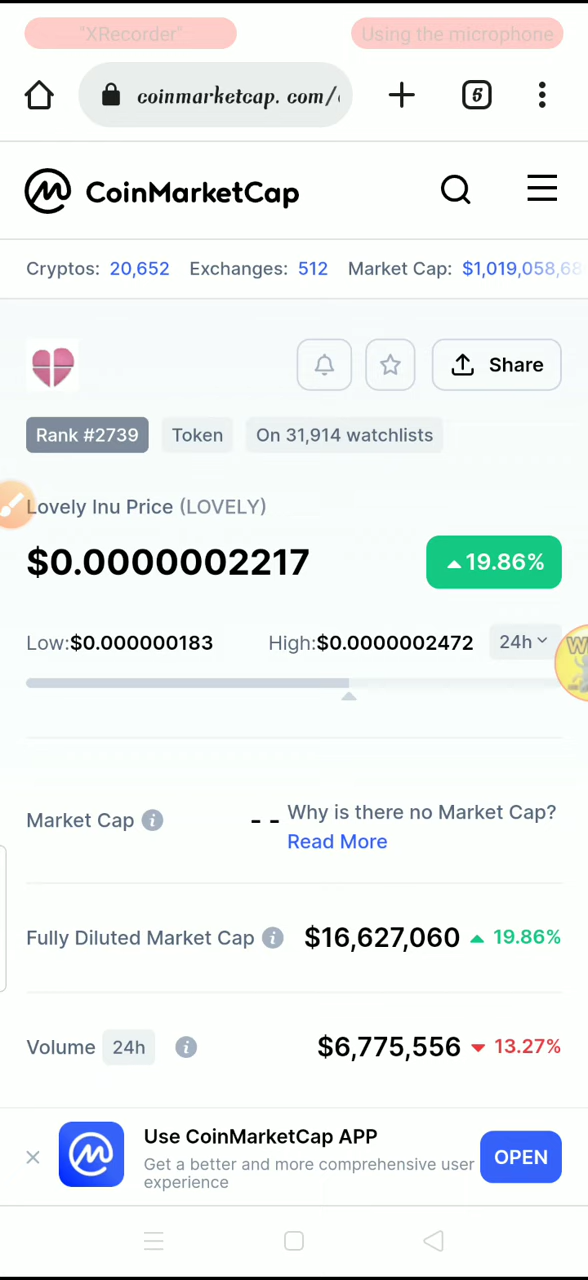 "XRecorder"
Using the microphone
coinmarketcap. com/
6
CoinMarketCap
Cryptos: 20,652 Exchanges: 512 Market Cap: $1,019,058,68
Share
Rank #2739 Token On 31,914 watchlists
Lovely Inu Price (LOVELY)
$0.0000002217 19.86%
Low:$0.000000183 High:$0.0000002472 24h
W
Market Cap i - - Why is there no Market Cap?
Read More
Fully Diluted Market Cap i $16,627,060 19.86%
Volume 24h i $6,775,556 13.27%
Use CoinMarketCap APP
Get a better and more comprehensive user
experience
OPEN